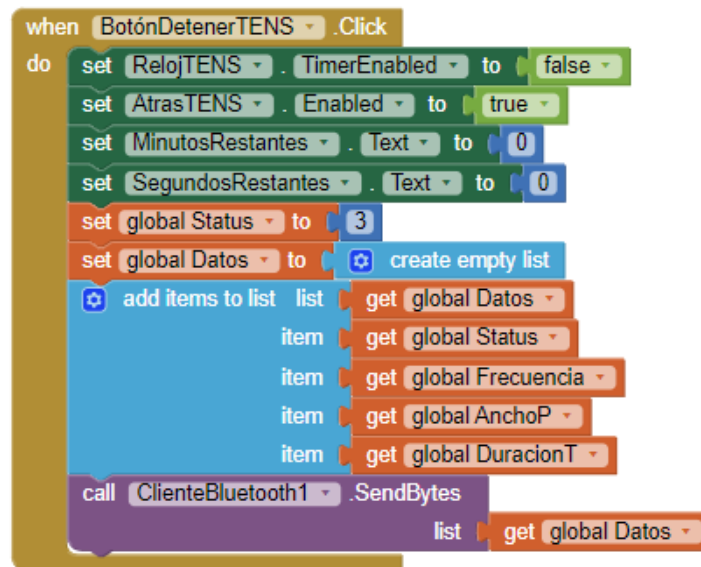 when BotónDetenerTENS .Click
do set RelojTENS . TimerEnabled to false
set AtrasTENS . Enabled to true
set MinutosRestantes . Text to 0
set SegundosRestantes . Text to 0
set global Status to 3
set global Datos to create empty list
add items to list list get global Datos
item get global Status
item get global Frecuencia
item get global AnchoP
item get global DuracionT
call ClienteBluetooth1 .SendBytes
list get global Datos